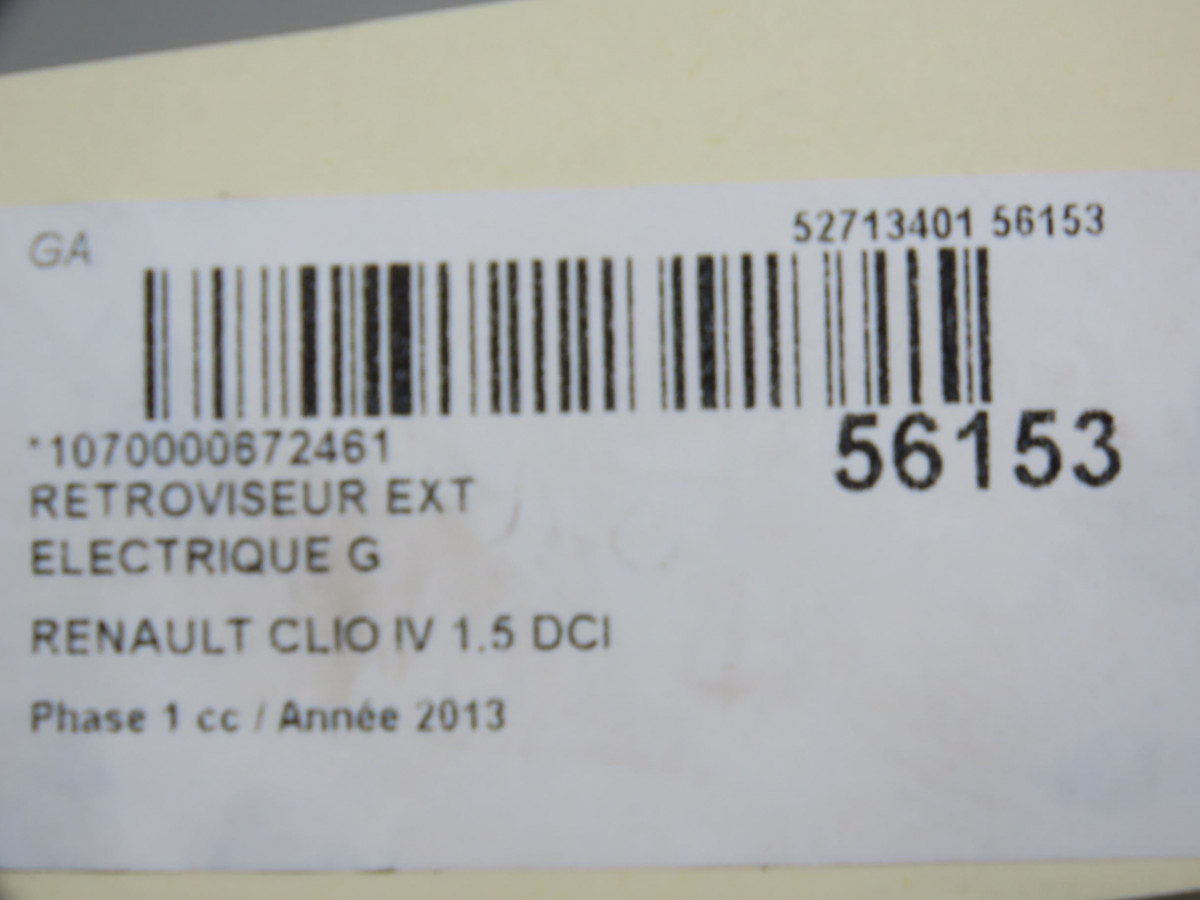 GA
52713401 56153
*1070000672461
56153
RETROVISEUR EXT
ELECTRIQUE G
RENAULT CLIO IV 1.5 DCI
Phase 1 cc / Année 2013